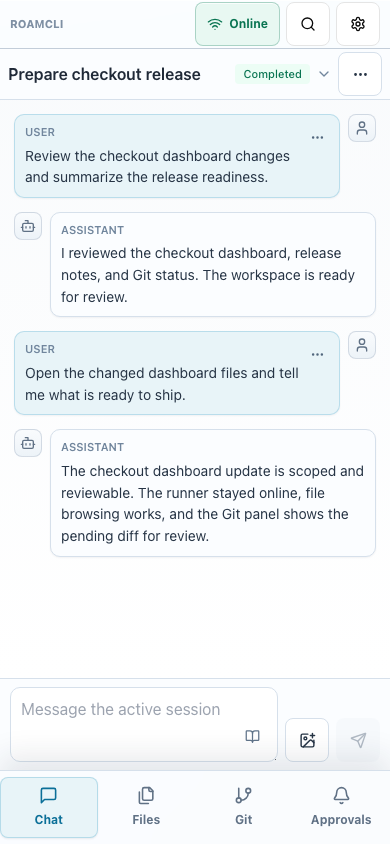 ROAMCLI
Online
Prepare checkout release
Completed
USER
Review the checkout dashboard changes
and summarize the release readiness.
ASSISTANT
I reviewed the checkout dashboard, release
notes, and Git status. The workspace is ready
for review.
USER
Open the changed dashboard files and tell
me what is ready to ship.
ASSISTANT
The checkout dashboard update is scoped and
reviewable. The runner stayed online, file
browsing works, and the Git panel shows the
pending diff for review.
Message the active session
Chat
Files
Git
Approvals